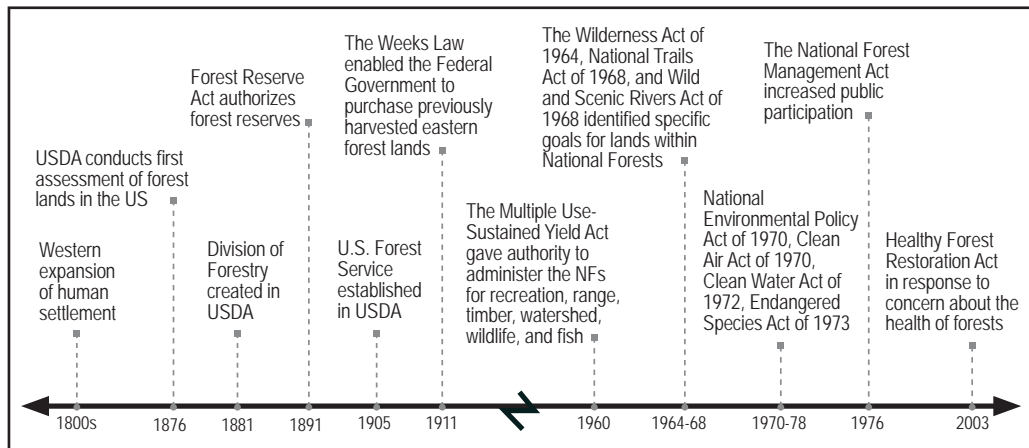 Western
expansion
of human
settlement
1800s
USDA conducts first
assessment of forest
lands in the US
1876
Division of
Forestry
created in
USDA
1881
Forest Reserve
Act authorizes
forest reserves
1891
U.S. Forest
Service
established
in USDA
1905
The Weeks Law
enabled the Federal
Government to
purchase previously
harvested eastern
forest lands
1911
The Multiple Use-
Sustained Yield Act
gave authority to
administer the NFs
for recreation, range,
timber, watershed,
wildlife, and fish
1960
The Wilderness Act of
1964, National Trails
Act of 1968, and Wild
and Scenic Rivers Act of
1968 identified specific
goals for lands within
National Forests
1964-68
National
Environmental Policy
Act of 1970, Clean
Air Act of 1970,
Clean Water Act of
1972, Endangered
Species Act of 1973
1970-78
The National Forest
Management Act
increased public
participation
1976
Healthy Forest
Restoration Act
in response to
concern about the
health of forests
2003